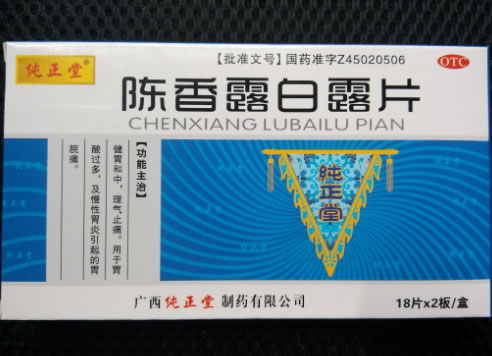 【批准文号】国药准字Z45020506
OTC
纯正堂®
陈香露白露片
CHENXIANG LUBAILU PIAN
【功能主治】
健胃和中，理气止痛。用于胃
酸过多，及慢性胃炎引起的胃
脘痛。
纯正堂
广西纯正堂制药有限公司
18片x2板/盒